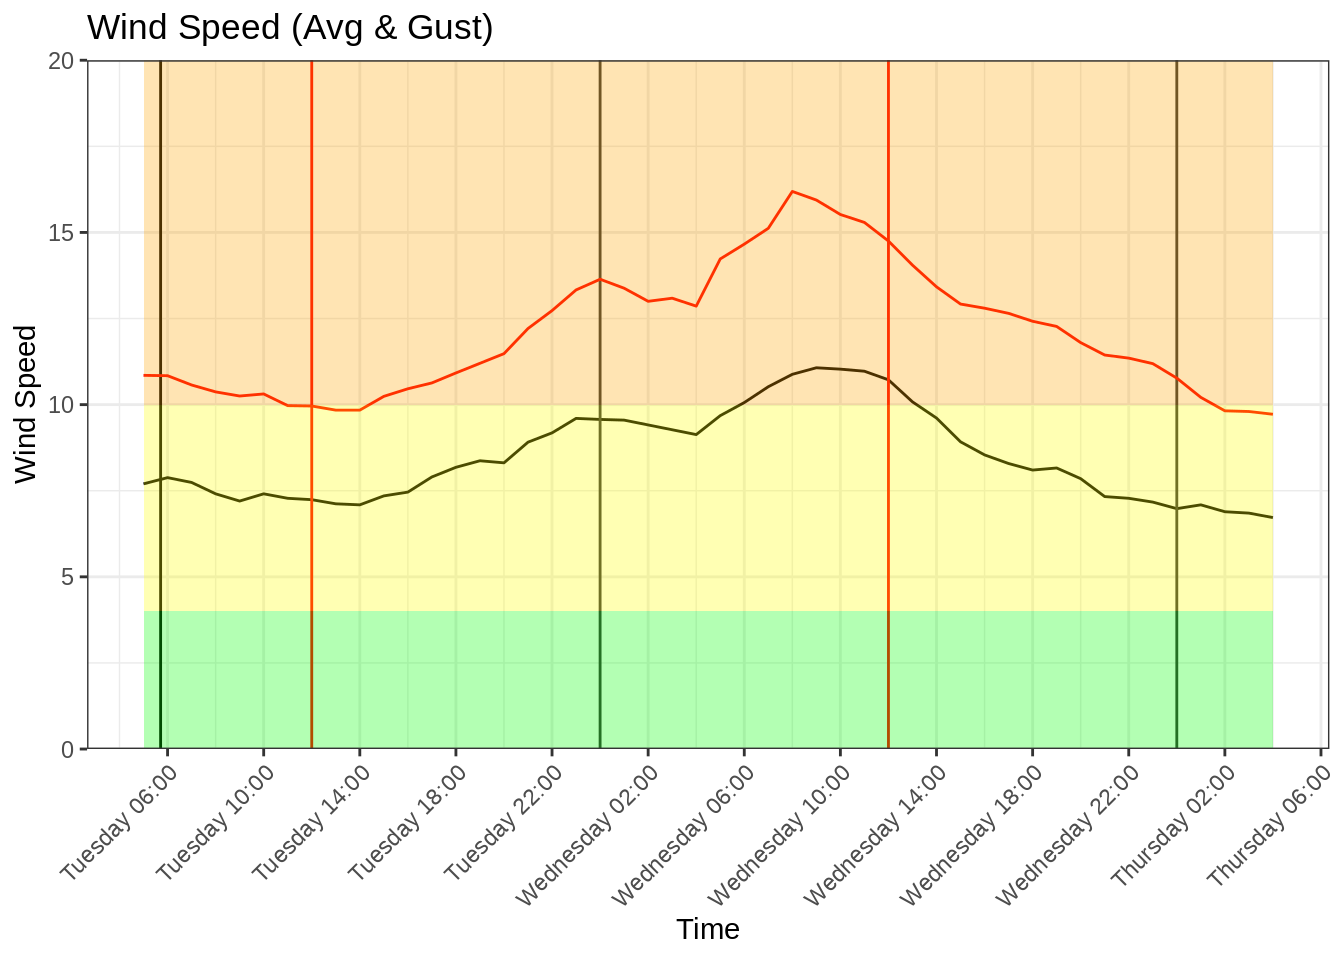 Wind Speed (Avg & Gust)
Wind Speed
20
15
10
5
0
Tuesday 06:00
Tuesday 10:00
Tuesday 14:00
Tuesday 18:00
Tuesday 22:00
Wednesday 02:00
Wednesday 06:00
Wednesday 10:00
Wednesday 14:00
Wednesday 18:00
Wednesday 22:00
Thursday 02:00
Thursday 06:00
Time